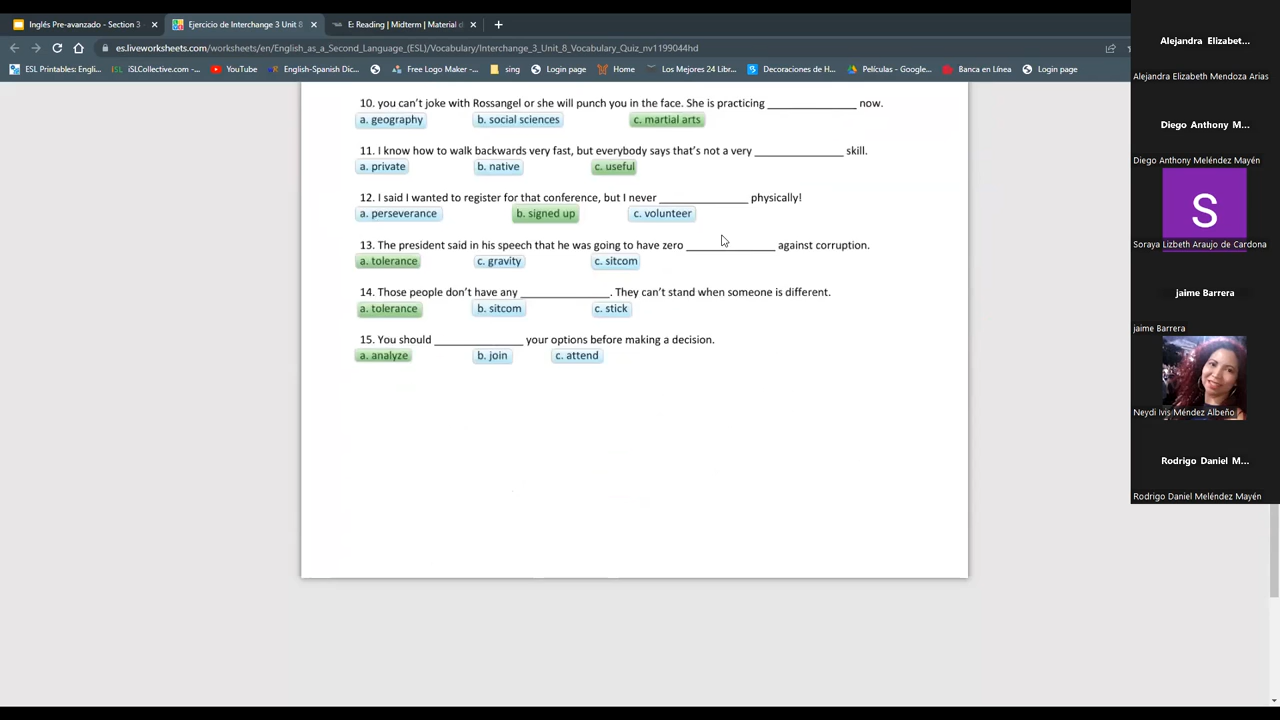 Inglés Pre-avanzado - Section 3
Ejercicio de Interchange 3 Unit 8
E: Reading | Midterm | Material d
es.liveworksheets.com/worksheets/en/English_as_a_Second_Language_(ESL)/Vocabulary/Interchange_3_Unit_8_Vocabulary_Quiz_nv1199044hd
ESL Printables: Engli...
iSLCollective.com -...
YouTube
English-Spanish Dic...
Free Logo Maker -...
sing
Login page
Home
Los Mejores 24 Libr...
Decoraciones de H...
Películas - Google...
Banca en Línea
Login page
10. you can't joke with Rossangel or she will punch you in the face. She is practicing _______________ now.
a. geography b. social sciences c. martial arts
11. I know how to walk backwards very fast, but everybody says that's not a very _______________ skill.
a. private b. native c. useful
12. I said I wanted to register for that conference, but I never _______________ physically!
a. perseverance b. signed up c. volunteer
13. The president said in his speech that he was going to have zero _______________ against corruption.
a. tolerance c. gravity c. sitcom
14. Those people don't have any _______________. They can't stand when someone is different.
a. tolerance b. sitcom c. stick
15. You should _______________ your options before making a decision.
a. analyze b. join c. attend
Alejandra Elizabet...
Alejandra Elizabeth Mendoza Arias
Diego Anthony M...
Diego Anthony Meléndez Mayén
S
Soraya Lizbeth Araujo de Cardona
jaime Barrera
jaime Barrera
Neydi Ivis Méndez Albeño
Rodrigo Daniel M...
Rodrigo Daniel Meléndez Mayén